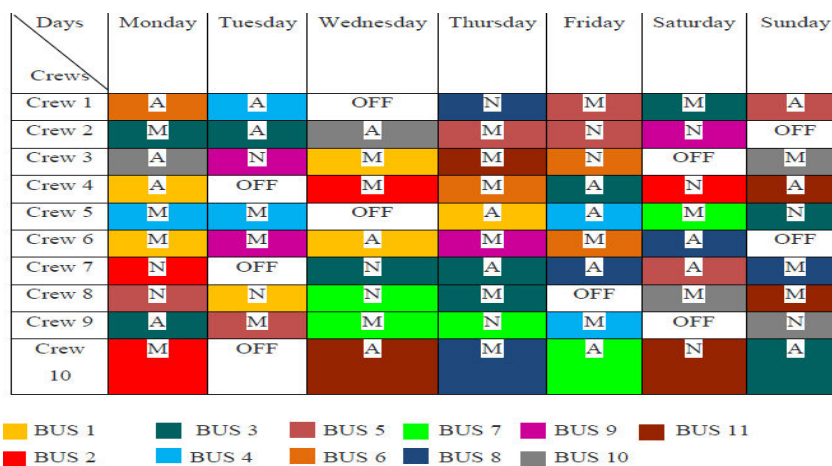 Days Monday Tuesday Wednesday Thursday Friday Saturday Sunday
Crews
Crew 1 A A OFF N M M A
Crew 2 M A A M N N OFF
Crew 3 A N M M N OFF M
Crew 4 A OFF M M A N A
Crew 5 M M OFF A A M N
Crew 6 M M A M M A OFF
Crew 7 N OFF N A A A M
Crew 8 N N N M OFF M M
Crew 9 A M M N M OFF N
Crew M OFF A M A N A
10
BUS 1 BUS 3 BUS 5 BUS 7 BUS 9 BUS 11
BUS 2 BUS 4 BUS 6 BUS 8 BUS 10